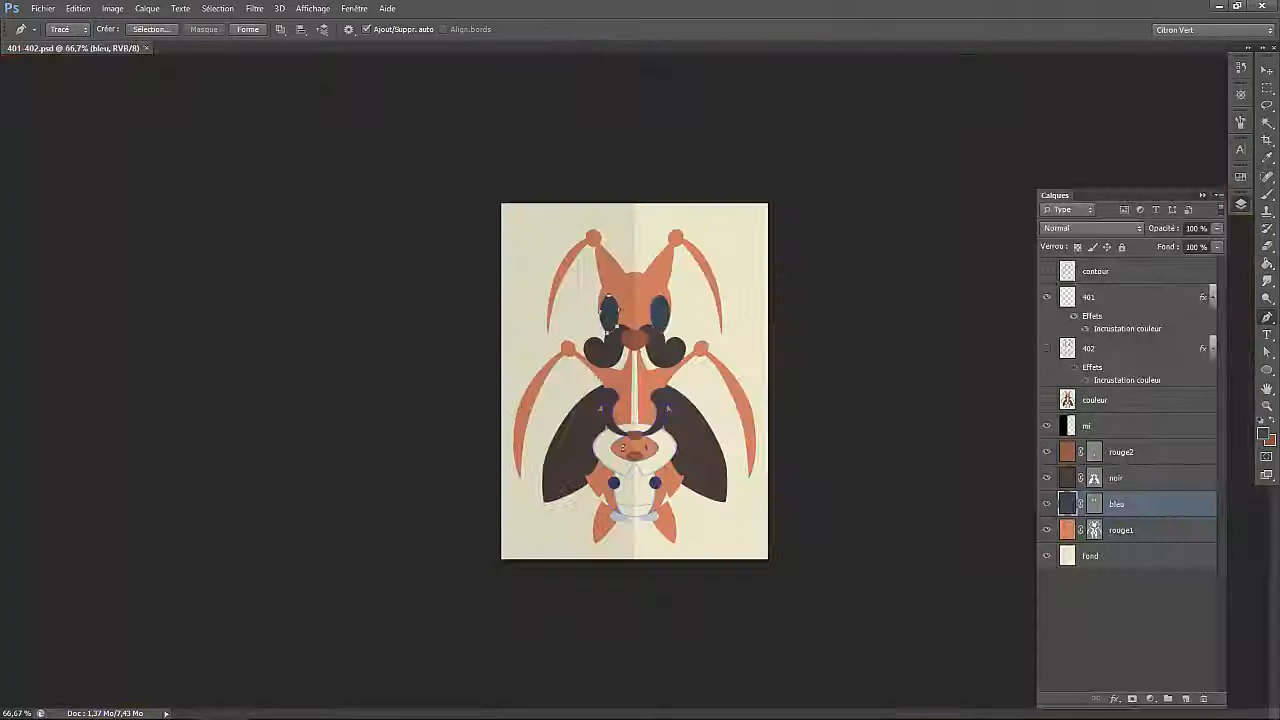 Ps Fichier Edition Image Calque Texte Sélection Filtre 3D Affichage Fenêtre Aide
Tracé Créer : Sélection... Masque Forme Ajout/Suppr. auto Align.bords Citron Vert
401-402.psd @ 66,7% (bleu, RVB/8)
Calques
Type
Normal Opacité : 100 %
Verrou : Fond : 100 %
contour
401 fx
Effets
Incrustation couleur
402 fx
Effets
Incrustation couleur
couleur
mi
rouge2
noir
bleu
rouge1
fond
66,67 % Doc : 1,37 Mo/7,43 Mo